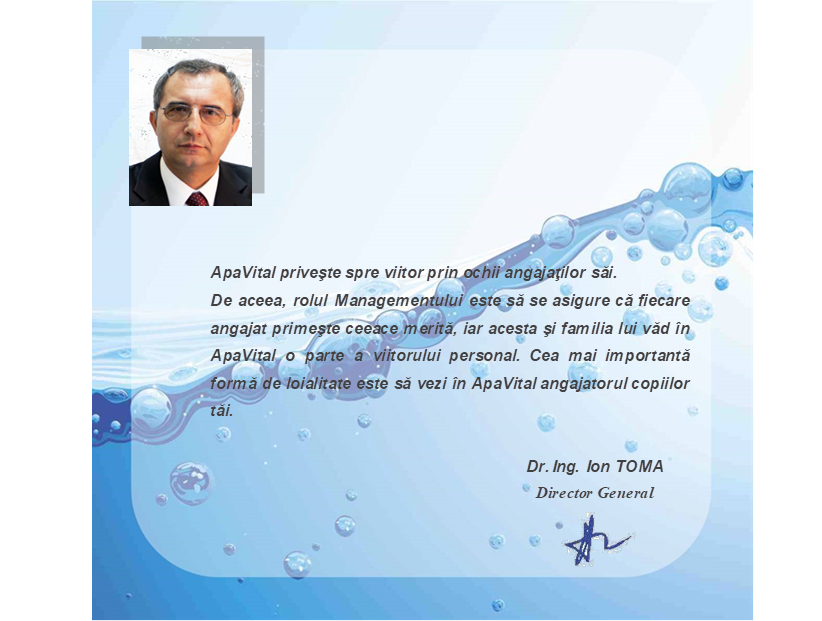 ApaVital priveşte spre viitor prin ochii angajaţilor săi.
De aceea, rolul Managementului este să se asigure că fiecare
angajat primeşte ceeace merită, iar acesta şi familia lui văd în
ApaVital o parte a viitorului personal. Cea mai importantă
formă de loialitate este să vezi în ApaVital angajatorul copiilor
tăi.
Dr. Ing. Ion TOMA
Director General